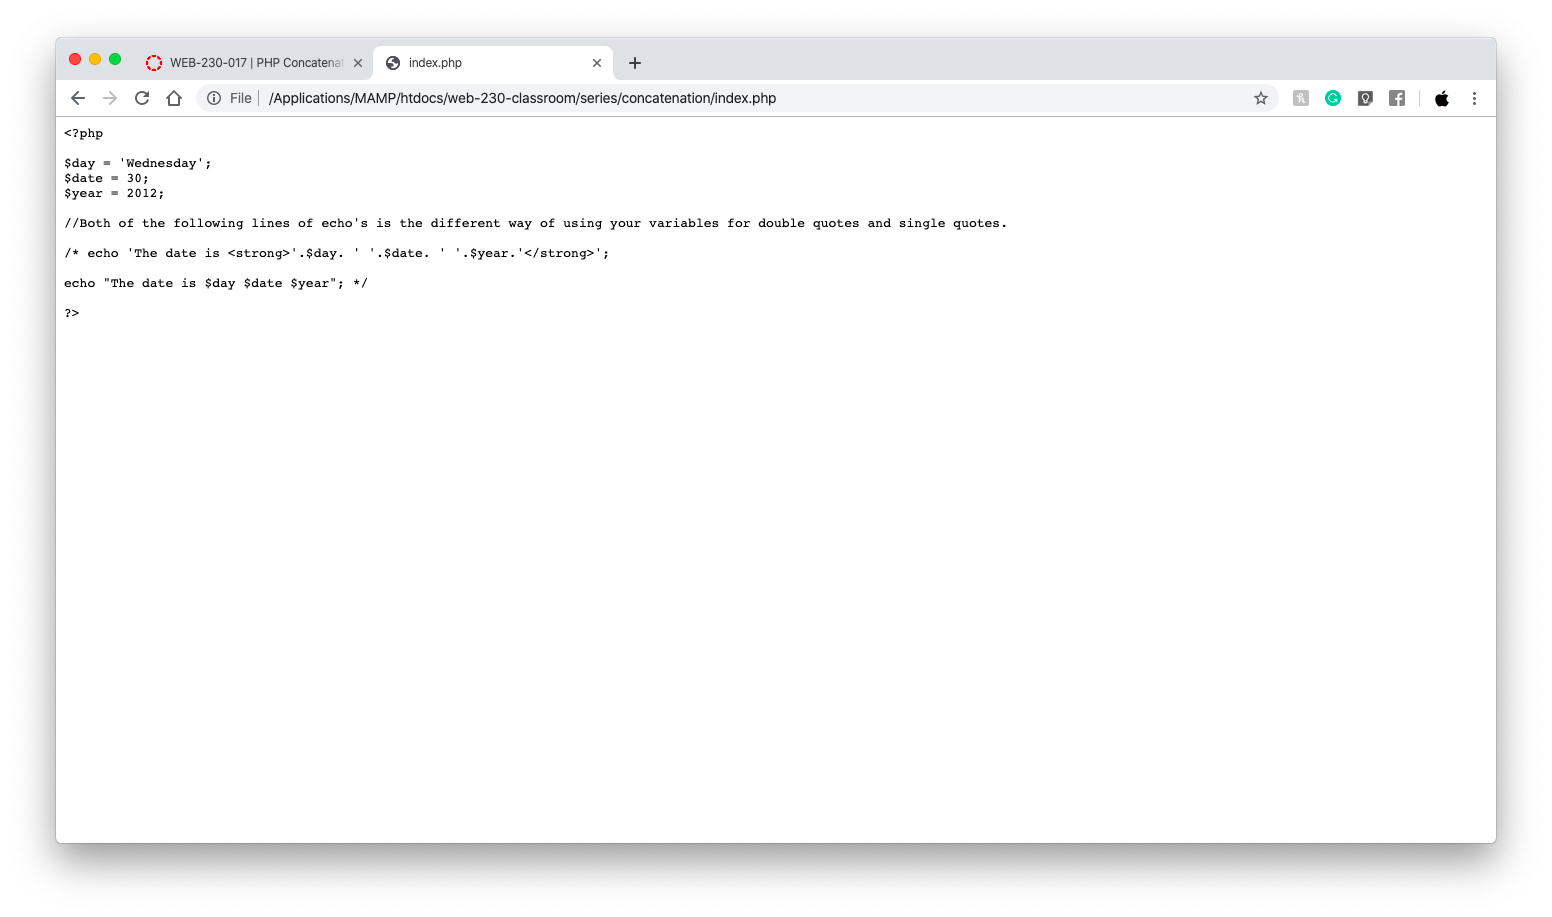 WEB-230-017 | PHP Concatenat
index.php
File
/Applications/MAMP/htdocs/web-230-classroom/series/concatenation/index.php
<?php
$day = 'Wednesday';
$date = 30;
$year = 2012;
//Both of the following lines of echo's is the different way of using your variables for double quotes and single quotes.
/* echo 'The date is <strong>'.$day. ' '.$date. ' '.$year.'</strong>';
echo "The date is $day $date $year"; */
?>